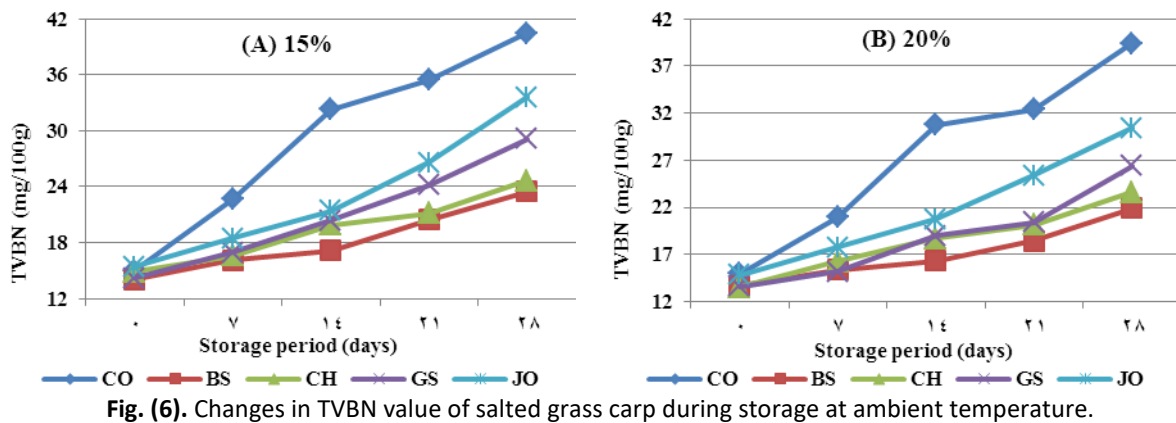 (A) 15%
TVBN (mg/100g)
42
36
30
24
18
12
٠ ٧ ١٤ ٢١ ٢٨
Storage period (days)
CO BS CH GS JO
(B) 20%
TVBN (mg/100g)
42
37
32
27
22
17
12
٠ ٧ ١٤ ٢١ ٢٨
Storage period (days)
CO BS CH GS JO
Fig. (6). Changes in TVBN value of salted grass carp during storage at ambient temperature.